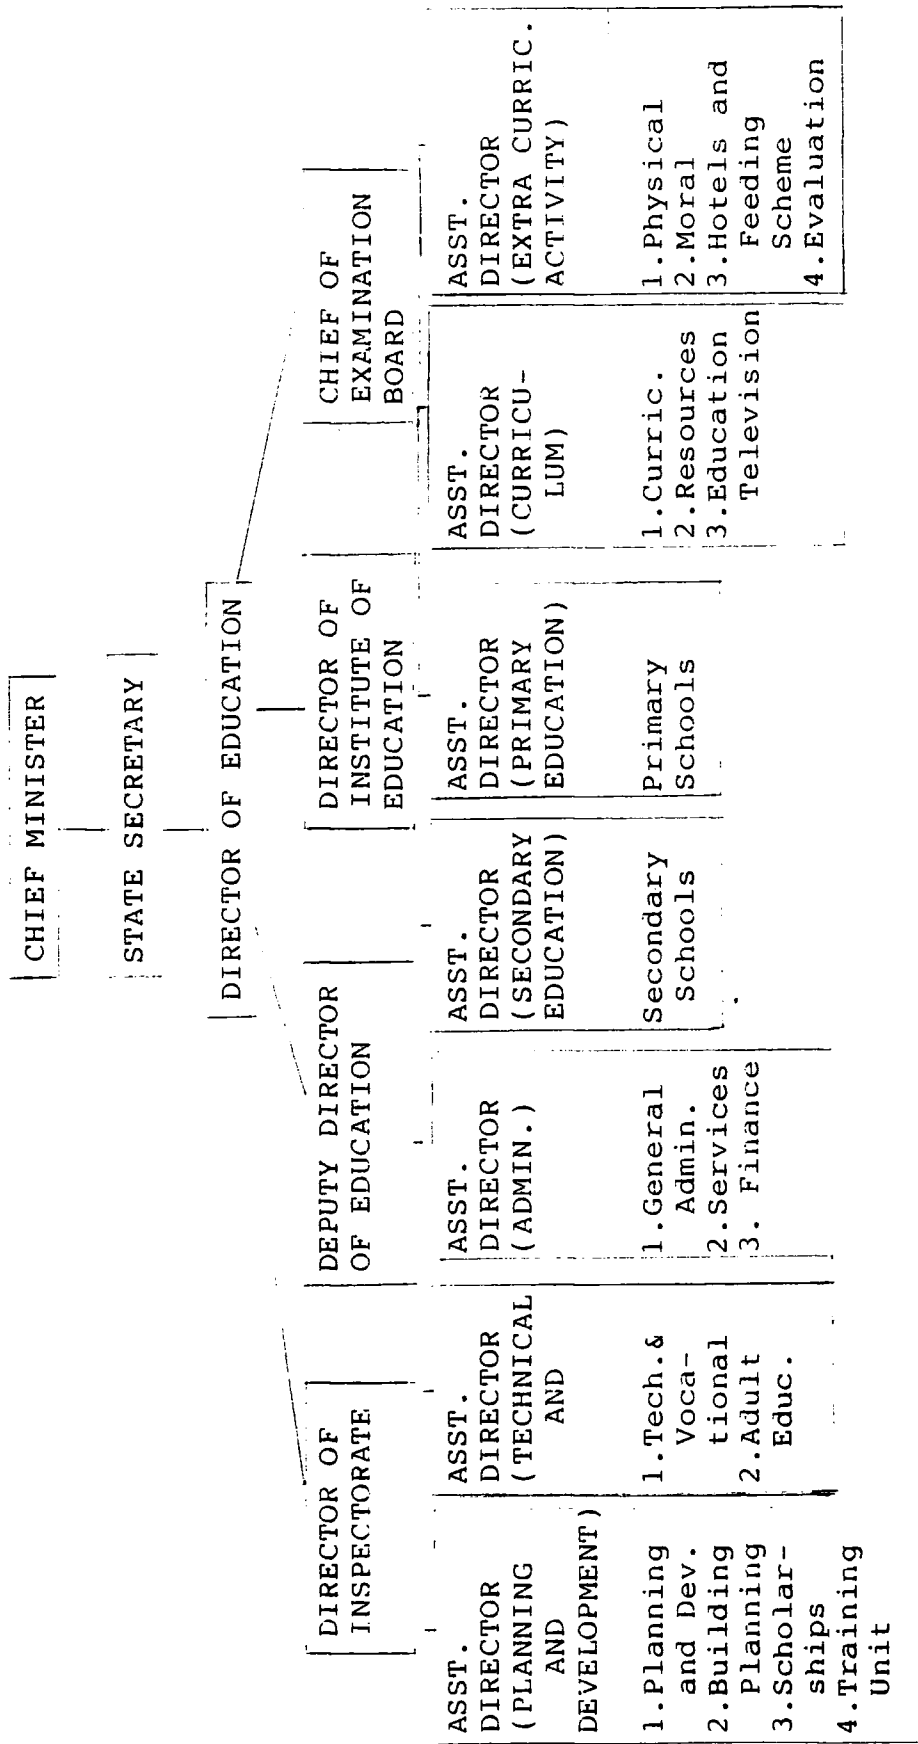 CHIEF MINISTER
STATE SECRETARY
DIRECTOR OF EDUCATION
DIRECTOR OF
INSPECTORATE
DEPUTY DIRECTOR
OF EDUCATION
DIRECTOR OF
INSTITUTE OF
EDUCATION
CHIEF OF
EXAMINATION
BOARD
ASST.
DIRECTOR
(PLANNING
AND
DEVELOPMENT)
1.Planning
and Dev.
2.Building
Planning
3.Scholar-
ships
4.Training
Unit
ASST.
DIRECTOR
(TECHNICAL
AND
1.Tech.&
Voca-
tional
2.Adult
Educ.
ASST.
DIRECTOR
(ADMIN.)
1.General
Admin.
2.Services
3. Finance
ASST.
DIRECTOR
(SECONDARY
EDUCATION)
Secondary
Schools
ASST.
DIRECTOR
(PRIMARY
EDUCATION)
Primary
Schools
ASST.
DIRECTOR
(CURRICU-
LUM)
1.Curric.
2.Resources
3.Education
Television
ASST.
DIRECTOR
(EXTRA CURRIC.
ACTIVITY)
1.Physical
2.Moral
3.Hotels and
Feeding
Scheme
4.Evaluation